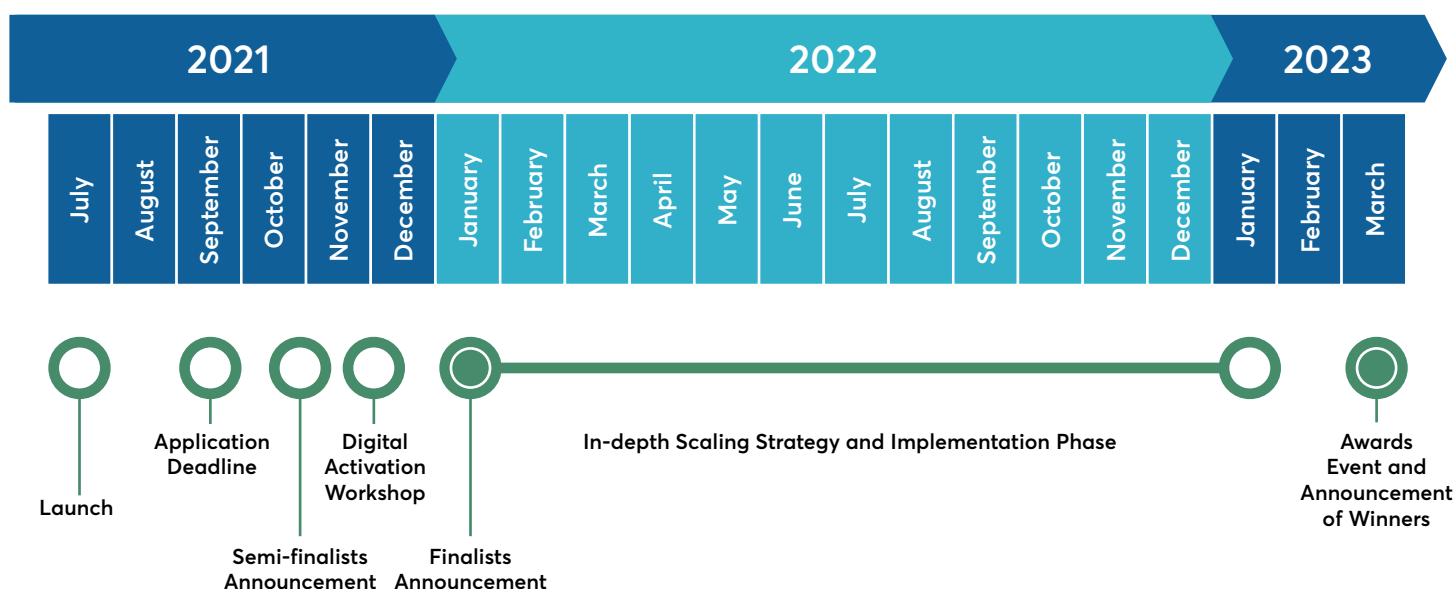 2021
2022
2023
July
August
September
October
November
December
January
February
March
April
May
June
July
August
September
October
November
December
January
February
March
Launch
Application
Deadline
Semi-finalists
Announcement
Digital
Activation
Workshop
Finalists
Announcement
In-depth Scaling Strategy and Implementation Phase
Awards
Event and
Announcement
of Winners